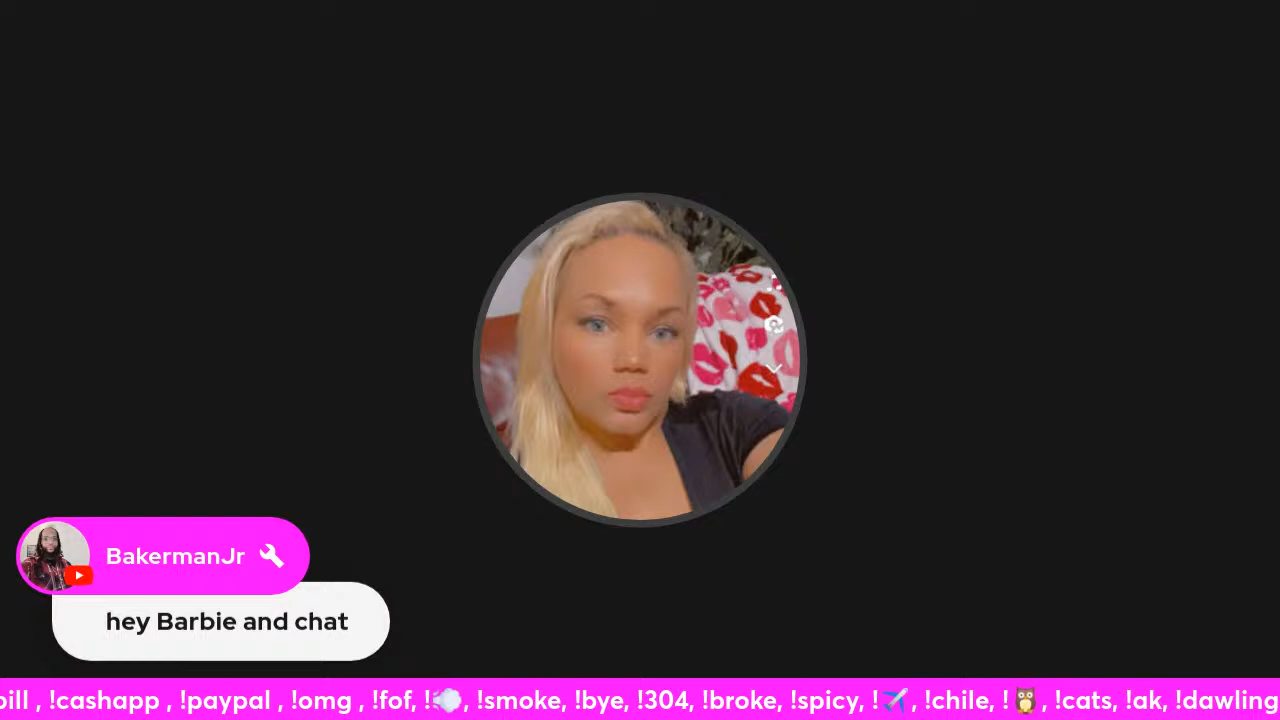 BakermanJr
hey Barbie and chat
bill , !cashapp , !paypal , !omg , !fof, !💨, !smoke, !bye, !304, !broke, !spicy, !✈️, !chile, !🦉, !cats, !ak, !dawling